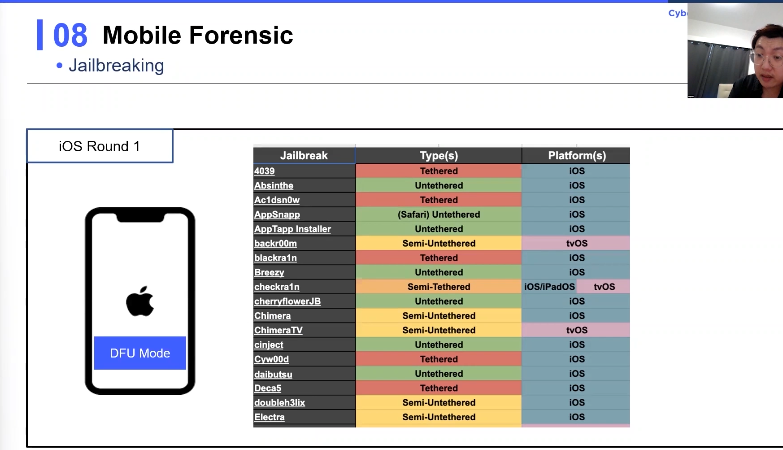 Cybe
08 Mobile Forensic
• Jailbreaking
iOS Round 1
DFU Mode
Jailbreak Type(s) Platform(s)
4039 Tethered iOS
Absinthe Untethered iOS
Ac1dsn0w Tethered iOS
AppSnapp (Safari) Untethered iOS
AppTapp Installer Untethered iOS
backr00m Semi-Untethered tvOS
blackra1n Tethered iOS
Breezy Untethered iOS
checkra1n Semi-Tethered iOS/iPadOS tvOS
cherryflowerJB Untethered iOS
Chimera Semi-Untethered iOS
ChimeraTV Semi-Untethered tvOS
cinject Untethered iOS
Cyw00d Tethered iOS
daibutsu Untethered iOS
Deca5 Tethered iOS
doubleh3lix Semi-Untethered iOS
Electra Semi-Untethered iOS